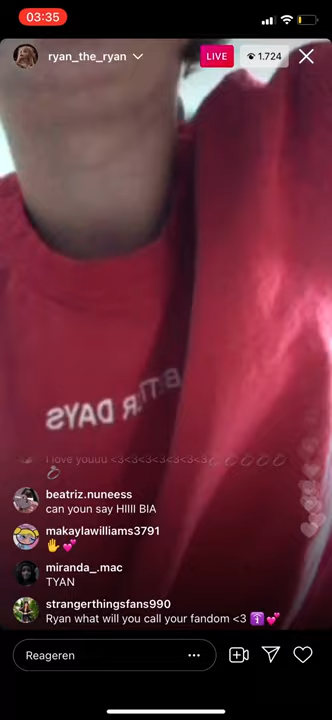 03:35
ryan_the_ryan
LIVE
1.724
BETTER DAYS
I love youuu <3<3<3<3<3<3<3💍💍💍💍💍💍
💍
beatriz.nuneess
can youn say HIIII BIA
makaylawilliams3791
✋💕
miranda_.mac
TYAN
strangerthingsfans990
Ryan what will you call your fandom <3 🛐💕
Reageren